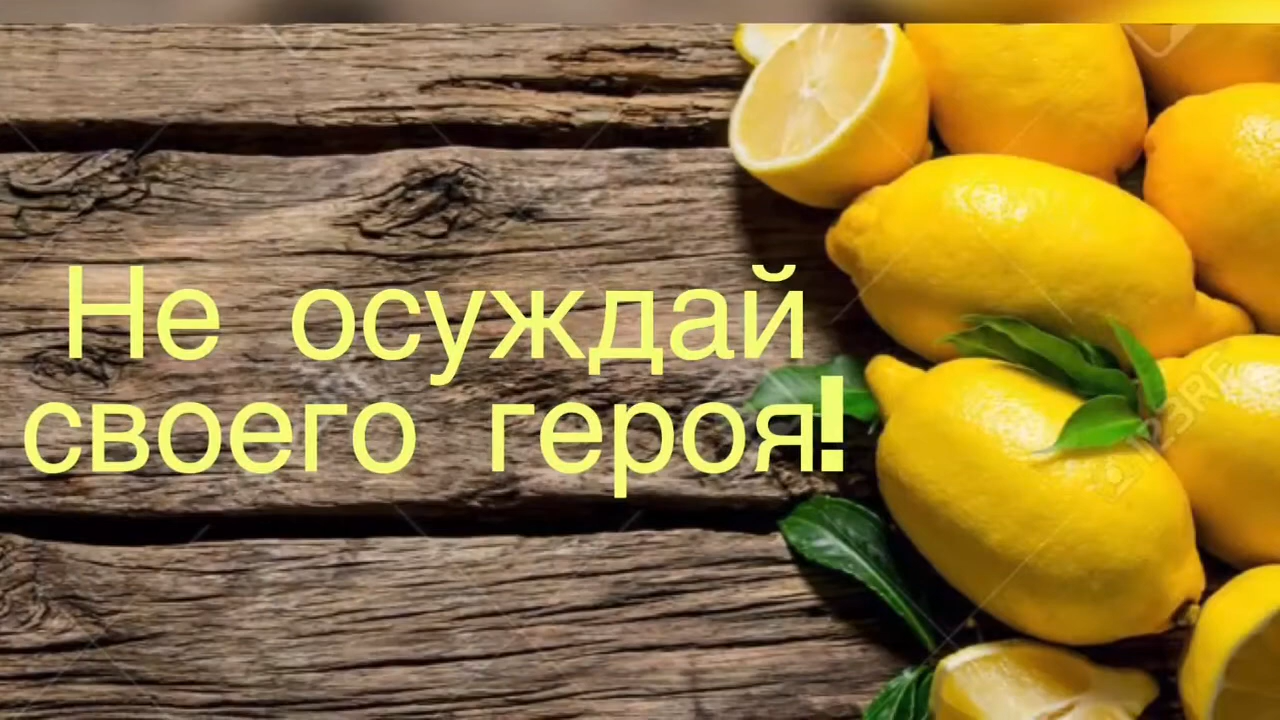 Не осуждай
своего героя!